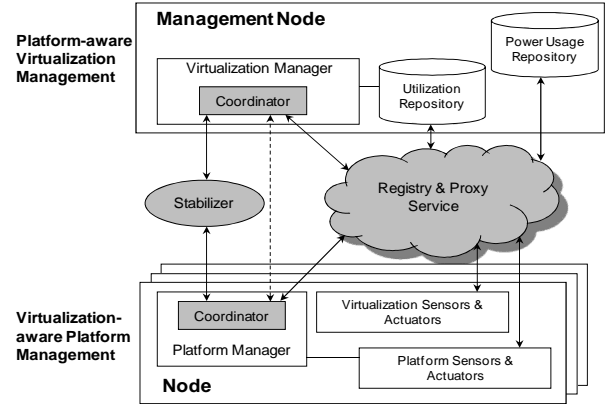 Management Node
Platform-aware
Virtualization
Management
Power Usage
Repository
Virtualization Manager
Coordinator
Utilization
Repository
Registry & Proxy
Service
Stabilizer
Virtualization-
aware Platform
Management
Coordinator
Platform Manager
Virtualization Sensors &
Actuators
Platform Sensors &
Actuators
Node